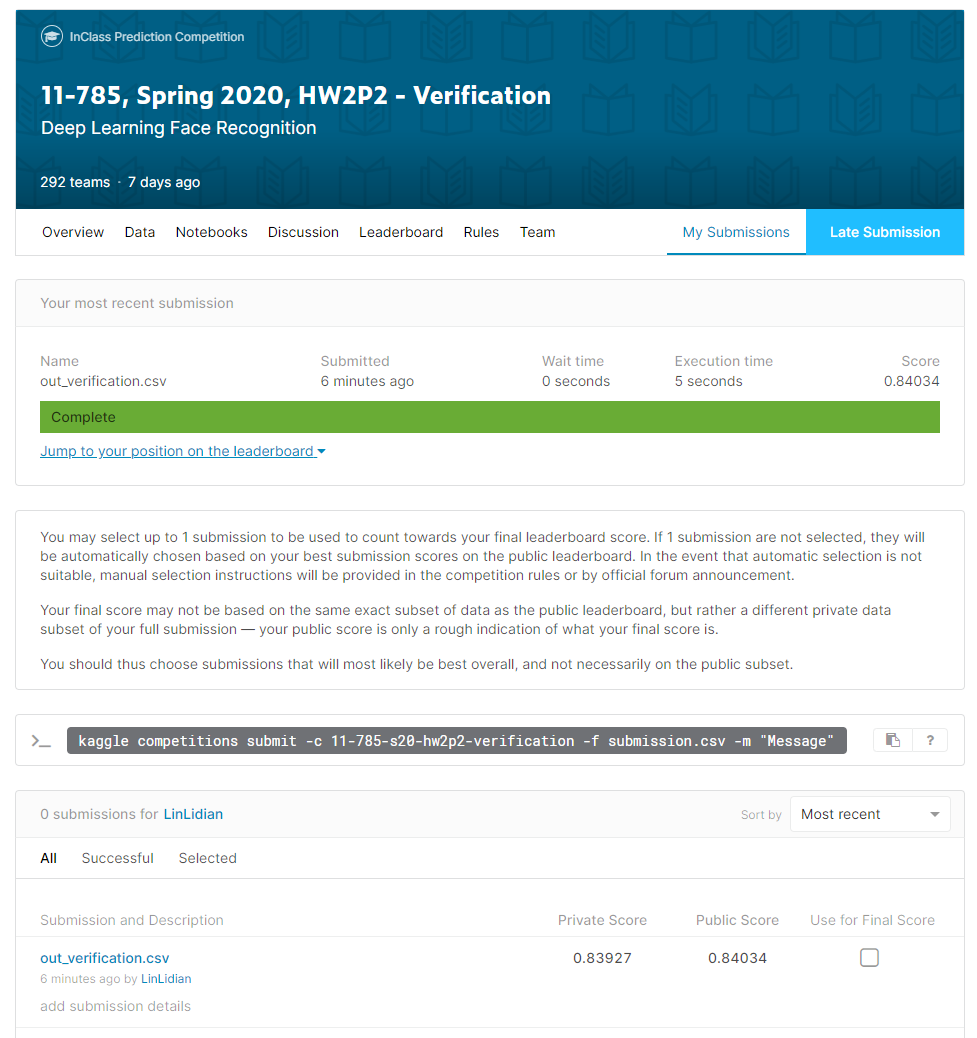 InClass Prediction Competition
11-785, Spring 2020, HW2P2 - Verification
Deep Learning Face Recognition
292 teams · 7 days ago
Overview Data Notebooks Discussion Leaderboard Rules Team My Submissions Late Submission
Your most recent submission
Name Submitted Wait time Execution time Score
out_verification.csv 6 minutes ago 0 seconds 5 seconds 0.84034
Complete
Jump to your position on the leaderboard
You may select up to 1 submission to be used to count towards your final leaderboard score. If 1 submission are not selected, they will
be automatically chosen based on your best submission scores on the public leaderboard. In the event that automatic selection is not
suitable, manual selection instructions will be provided in the competition rules or by official forum announcement.
Your final score may not be based on the same exact subset of data as the public leaderboard, but rather a different private data
subset of your full submission — your public score is only a rough indication of what your final score is.
You should thus choose submissions that will most likely be best overall, and not necessarily on the public subset.
>_ kaggle competitions submit -c 11-785-s20-hw2p2-verification -f submission.csv -m "Message" ?
0 submissions for LinLidian Sort by Most recent
All Successful Selected
Submission and Description Private Score Public Score Use for Final Score
out_verification.csv 0.83927 0.84034
6 minutes ago by LinLidian
add submission details